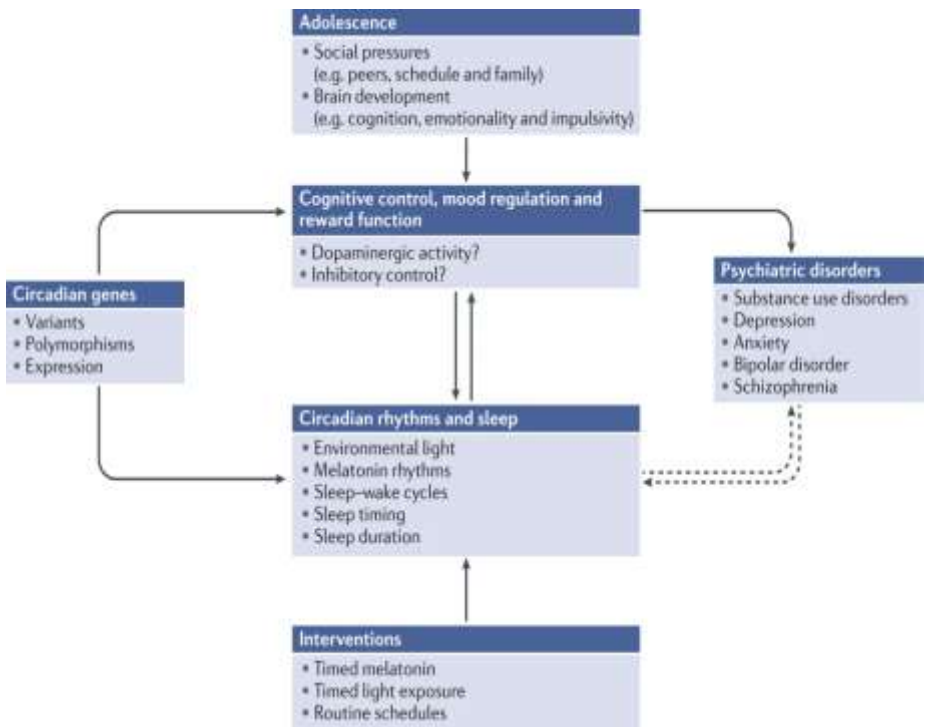 Adolescence
• Social pressures
(e.g. peers, schedule and family)
• Brain development
(e.g. cognition, emotionality and impulsivity)
Cognitive control, mood regulation and
reward function
• Dopaminergic activity?
• Inhibitory control?
Circadian genes
• Variants
• Polymorphisms
• Expression
Psychiatric disorders
• Substance use disorders
• Depression
• Anxiety
• Bipolar disorder
• Schizophrenia
Circadian rhythms and sleep
• Environmental light
• Melatonin rhythms
• Sleep–wake cycles
• Sleep timing
• Sleep duration
Interventions
• Timed melatonin
• Timed light exposure
• Routine schedules